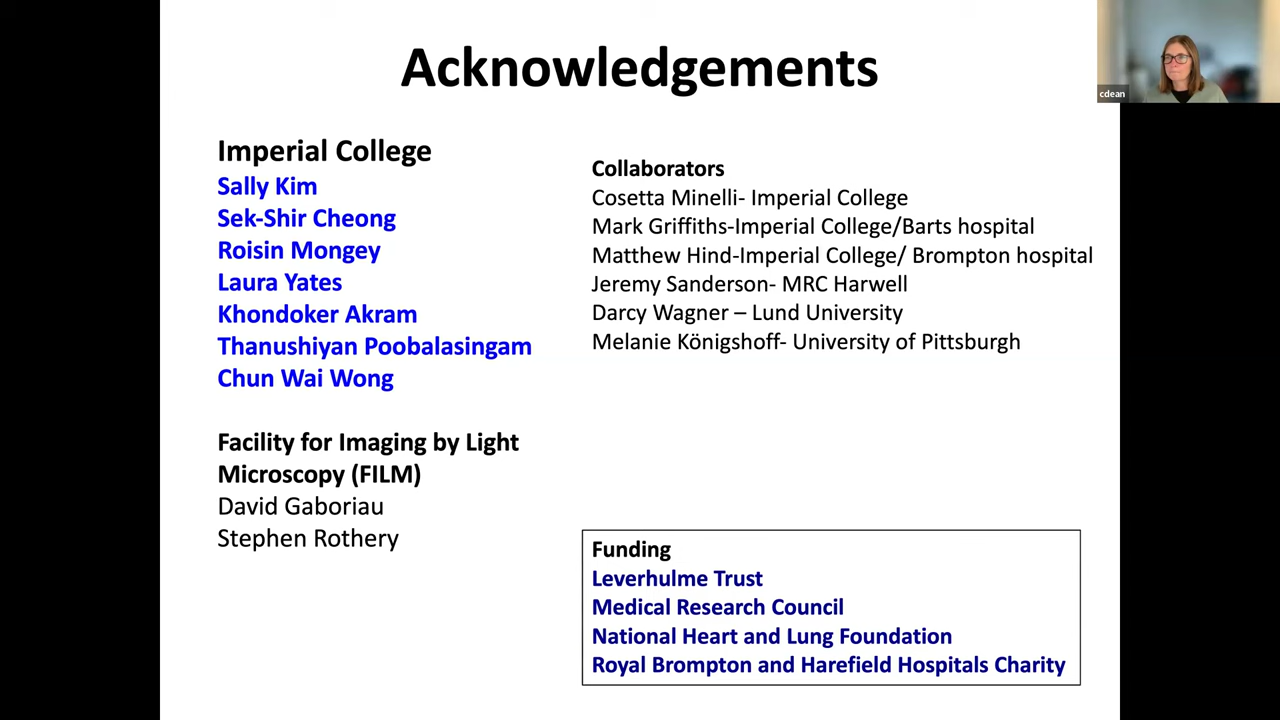 Acknowledgements
cdean
Imperial College
Sally Kim
Sek-Shir Cheong
Roisin Mongey
Laura Yates
Khondoker Akram
Thanushiyan Poobalasingam
Chun Wai Wong
Facility for Imaging by Light
Microscopy (FILM)
David Gaboriau
Stephen Rothery
Collaborators
Cosetta Minelli- Imperial College
Mark Griffiths-Imperial College/Barts hospital
Matthew Hind-Imperial College/ Brompton hospital
Jeremy Sanderson- MRC Harwell
Darcy Wagner – Lund University
Melanie Königshoff- University of Pittsburgh
Funding
Leverhulme Trust
Medical Research Council
National Heart and Lung Foundation
Royal Brompton and Harefield Hospitals Charity